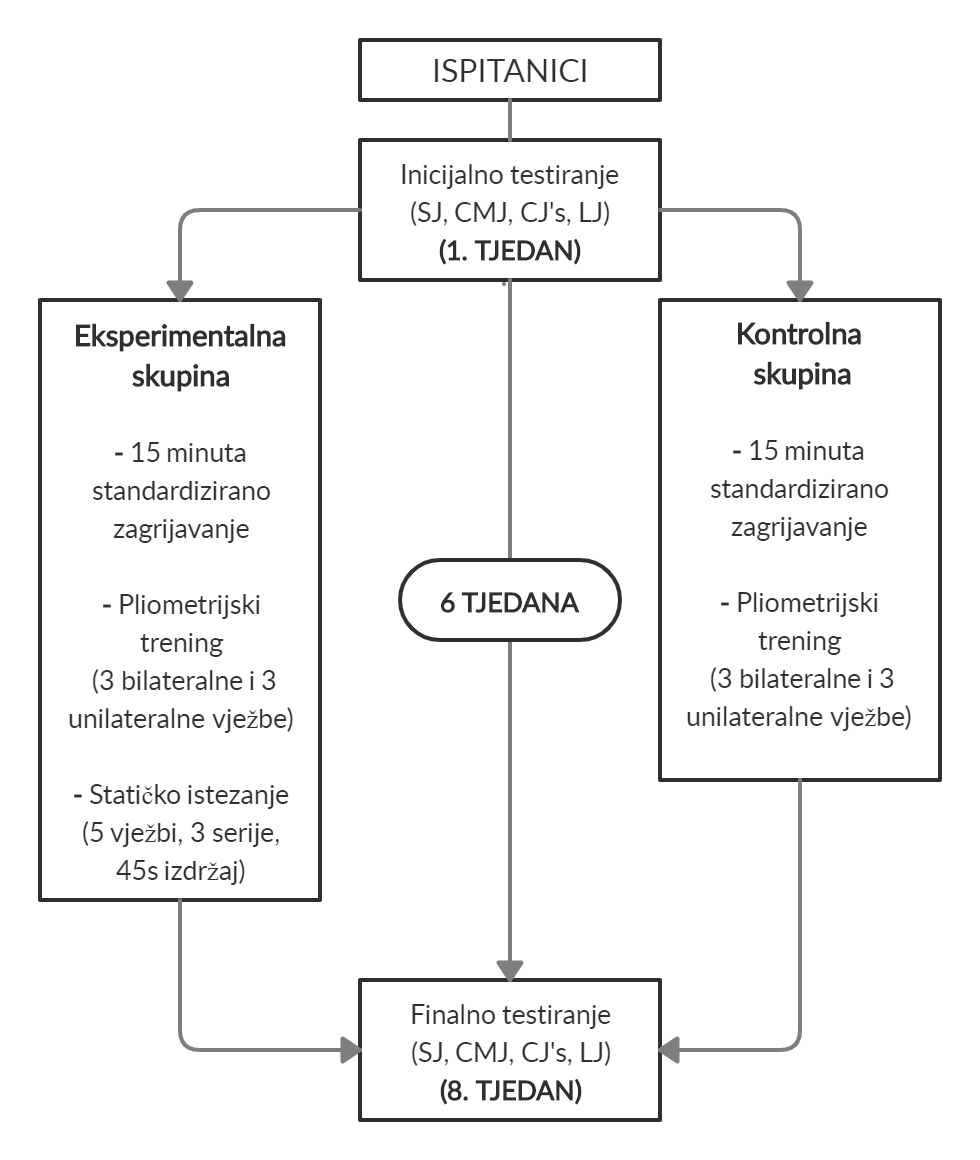 ISPITANICI
Inicijalno testiranje
(SJ, CMJ, CJ's, LJ)
(1. TJEDAN)
Eksperimentalna
skupina
- 15 minuta
standardizirano
zagrijavanje
- Pliometrijski
trening
(3 bilateralne i 3
unilateralne vježbe)
- Statičko istezanje
(5 vježbi, 3 serije,
45s izdržaj)
6 TJEDANA
Kontrolna
skupina
- 15 minuta
standardizirano
zagrijavanje
- Pliometrijski
trening
(3 bilateralne i 3
unilateralne vježbe)
Finalno testiranje
(SJ, CMJ, CJ's, LJ)
(8. TJEDAN)